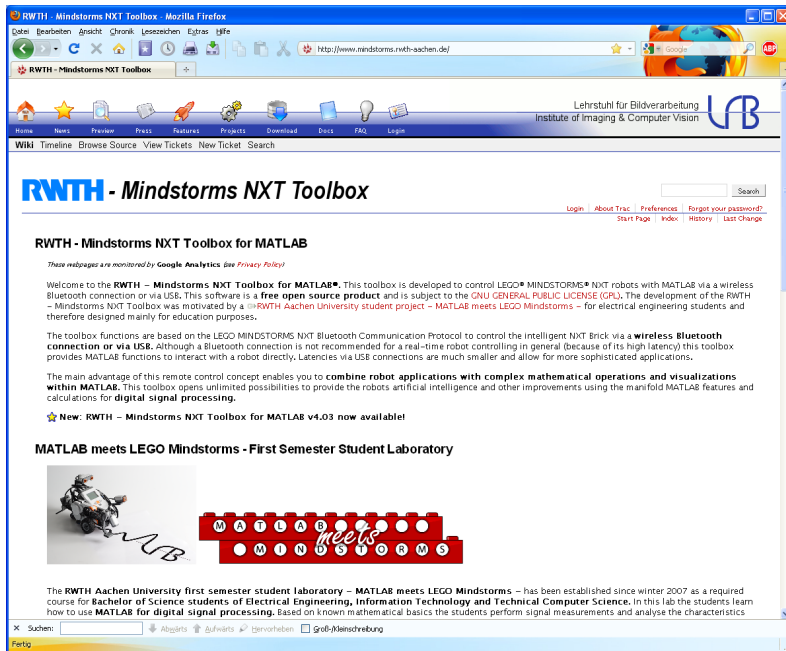 RWTH - Mindstorms NXT Toolbox - Mozilla Firefox
Datei Bearbeiten Ansicht Chronik Lesezeichen Extras Hilfe
http://www.mindstorms.rwth-aachen.de/
Google
ABP
RWTH - Mindstorms NXT Toolbox
Lehrstuhl für Bildverarbeitung
Institute of Imaging & Computer Vision
Home News Preview Press Features Projects Download Docs FAQ Login
Wiki Timeline Browse Source View Tickets New Ticket Search
RWTH - Mindstorms NXT Toolbox
Search
Login About Trac Preferences Forgot your password?
Start Page Index History Last Change
RWTH - Mindstorms NXT Toolbox for MATLAB
These webpages are monitored by Google Analytics (see Privacy Policy)
Welcome to the RWTH – Mindstorms NXT Toolbox for MATLAB®. This toolbox is developed to control LEGO® MINDSTORMS® NXT robots with MATLAB via a wireless
Bluetooth connection or via USB. This software is a free open source product and is subject to the GNU GENERAL PUBLIC LICENSE (GPL). The development of the RWTH
– Mindstorms NXT Toolbox was motivated by a RWTH Aachen University student project – MATLAB meets LEGO Mindstorms – for electrical engineering students and
therefore designed mainly for education purposes.
The toolbox functions are based on the LEGO MINDSTORMS NXT Bluetooth Communication Protocol to control the intelligent NXT Brick via a wireless Bluetooth
connection or via USB. Although a Bluetooth connection is not recommended for a real-time robot controlling in general (because of its high latency) this toolbox
provides MATLAB functions to interact with a robot directly. Latencies via USB connections are much smaller and allow for more sophisticated applications.
The main advantage of this remote control concept enables you to combine robot applications with complex mathematical operations and visualizations
within MATLAB. This toolbox opens unlimited possibilities to provide the robots artificial intelligence and other improvements using the manifold MATLAB features and
calculations for digital signal processing.
New: RWTH – Mindstorms NXT Toolbox for MATLAB v4.03 now available!
MATLAB meets LEGO Mindstorms - First Semester Student Laboratory
MATLAB
meets
MINDSTORMS
The RWTH Aachen University first semester student laboratory – MATLAB meets LEGO Mindstorms – has been established since winter 2007 as a required
course for Bachelor of Science students of Electrical Engineering, Information Technology and Technical Computer Science. In this lab the students learn
how to use MATLAB for digital signal processing. Based on known mathematical basics the students perform signal measurements and analyse the characteristics
Suchen: Abwärts Aufwärts Hervorheben Groß-/Kleinschreibung
Fertig